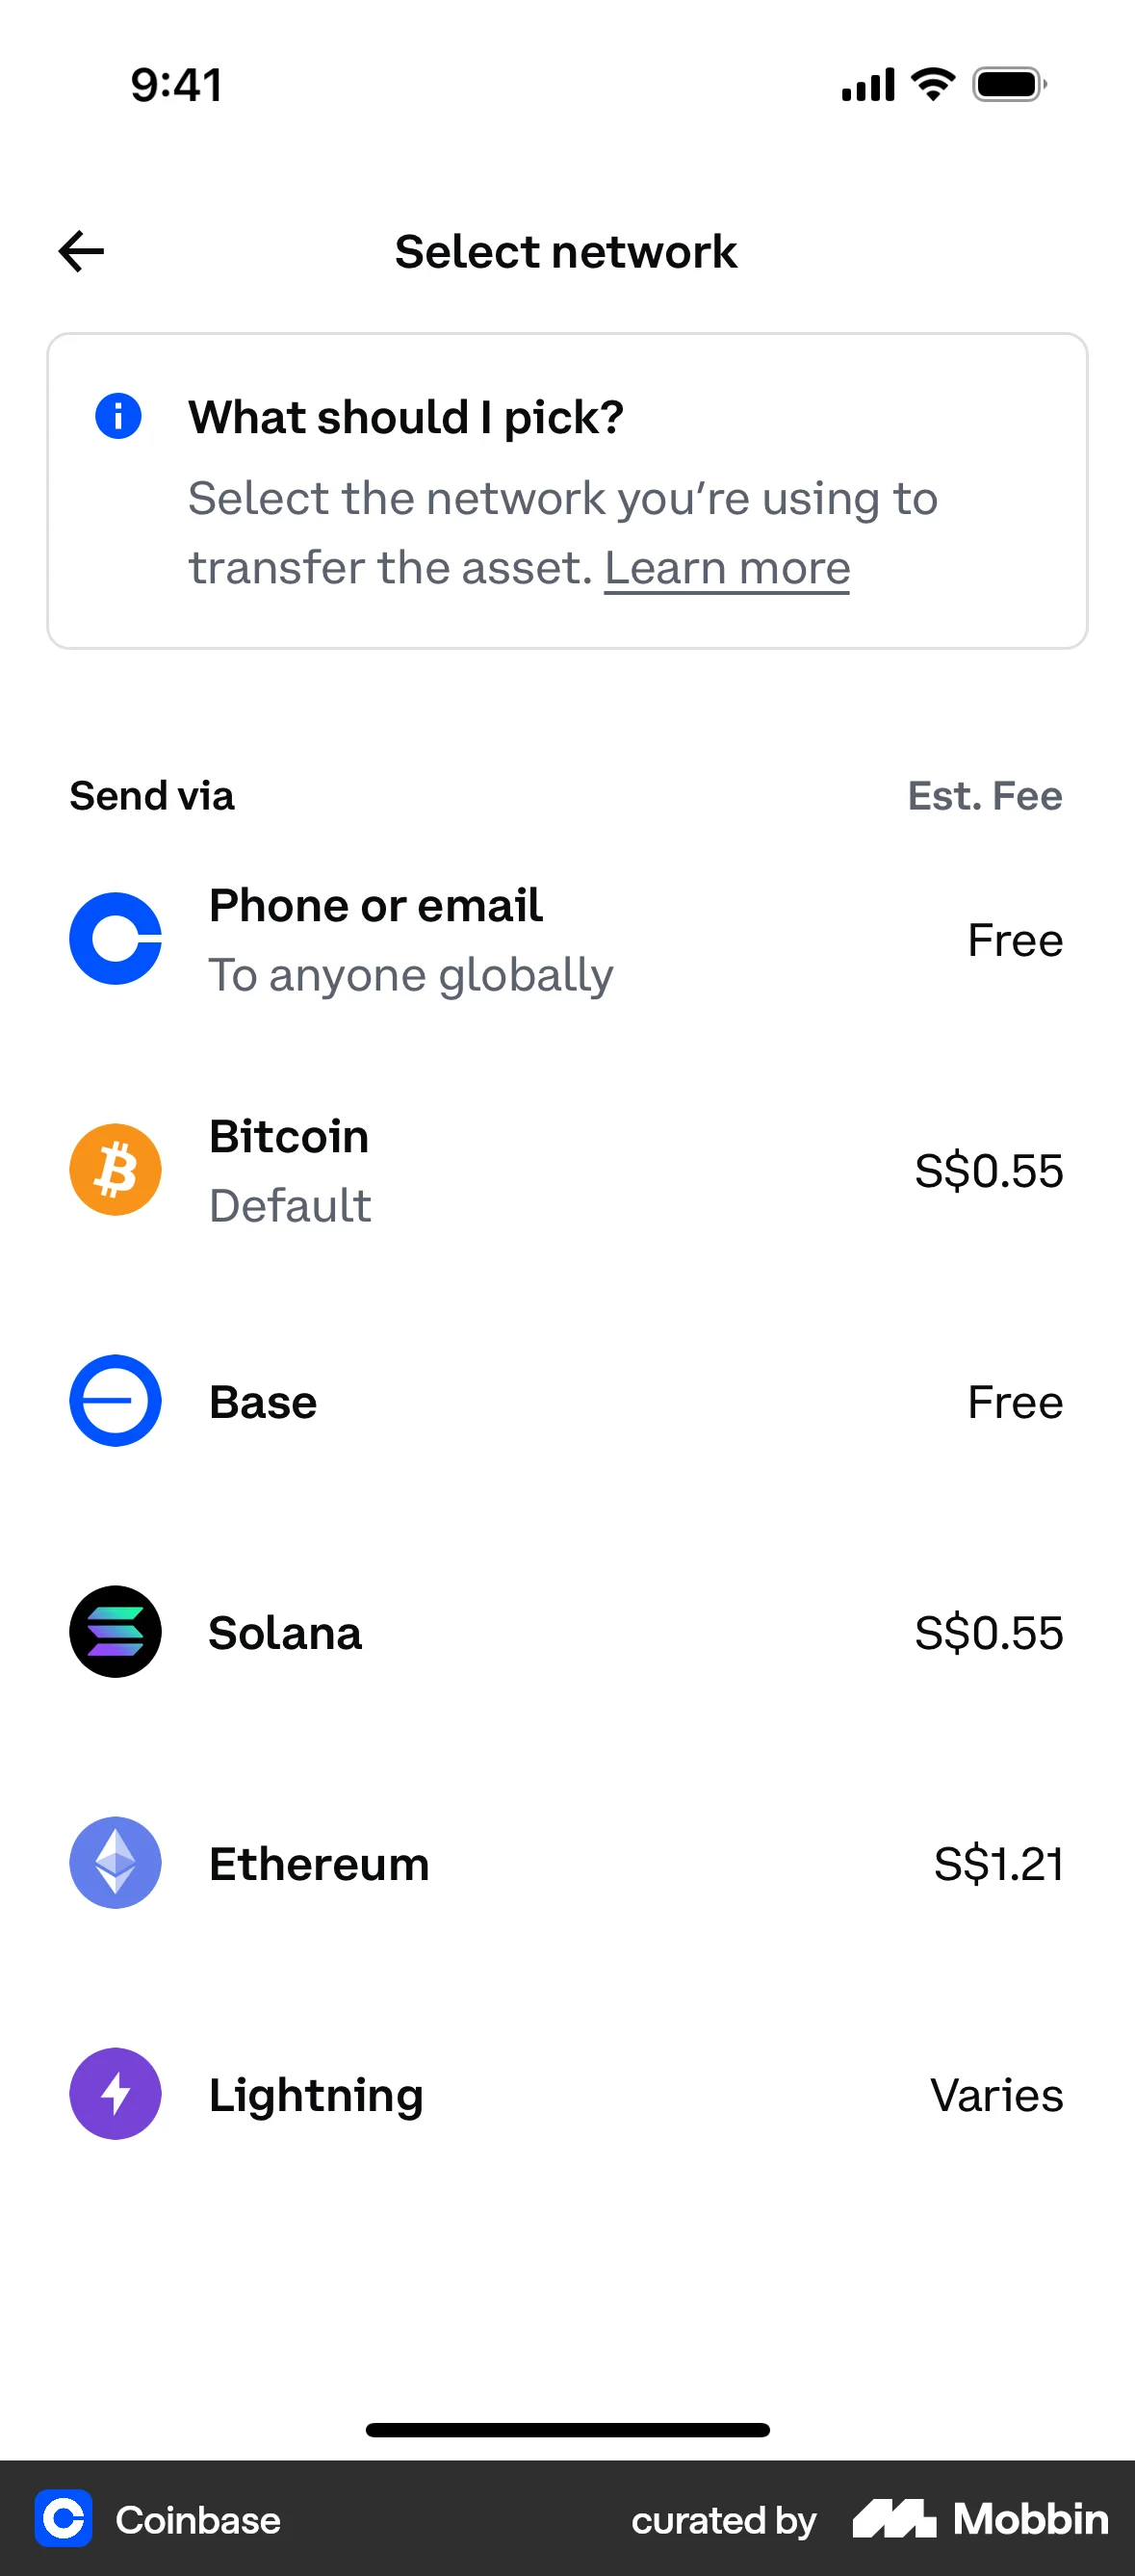 9:41
Select network
What should I pick?
Select the network you’re using to
transfer the asset. Learn more
Send via Est. Fee
Phone or email
To anyone globally
Free
Bitcoin
Default
S$0.55
Base Free
Solana S$0.55
Ethereum S$1.21
Lightning Varies
Coinbase curated by Mobbin